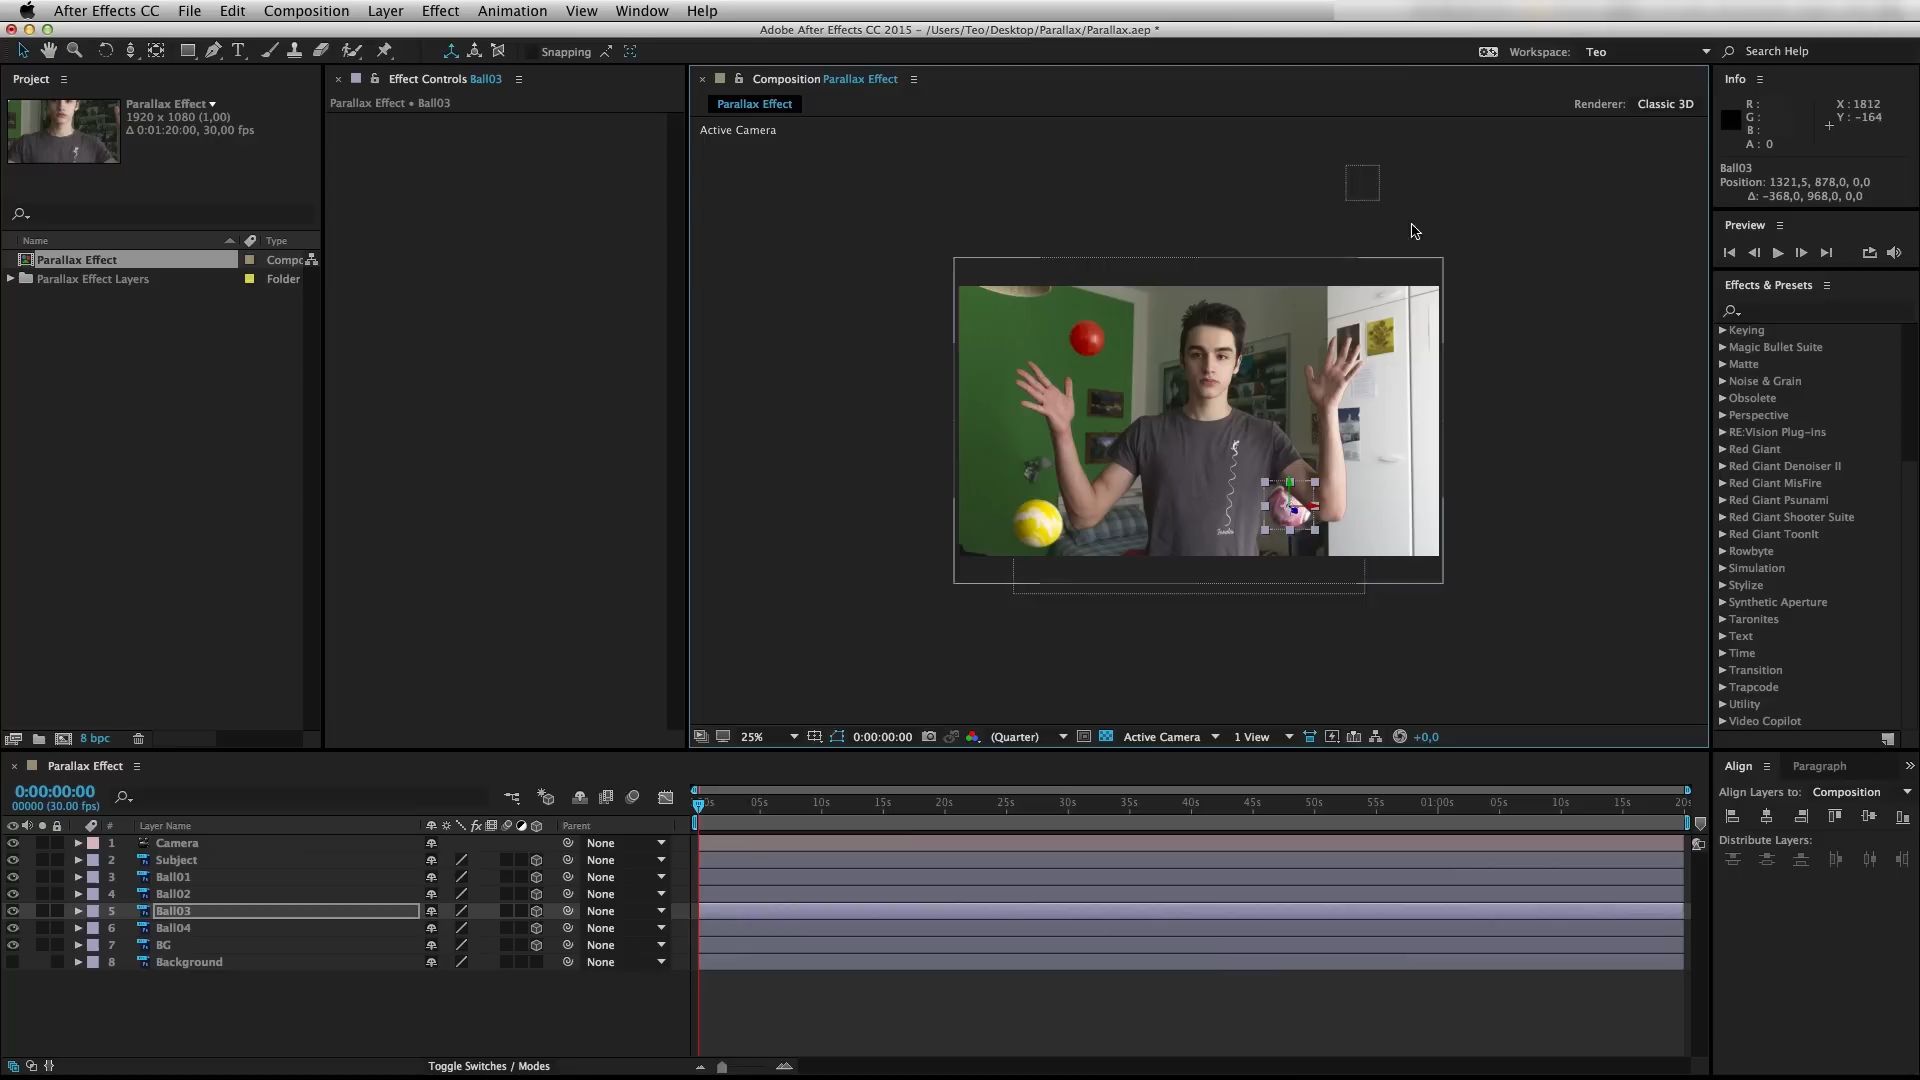 After Effects CC File Edit Composition Layer Effect Animation View Window Help
Adobe After Effects CC 2015 - /Users/Teo/Desktop/Parallax/Parallax.aep *
Snapping
Workspace: Teo
Search Help
Project
Parallax Effect
1920 x 1080 (1,00)
Δ 0:01:20:00, 30,00 fps
Name Type
Parallax Effect Compo
Parallax Effect Layers Folder
8 bpc
Effect Controls Ball03
Parallax Effect • Ball03
Composition Parallax Effect
Parallax Effect
Renderer: Classic 3D
Active Camera
25% 0:00:00:00 (Quarter) Active Camera 1 View +0,0
Info
R : X : 1812
G : Y : -164
B :
A : 0
Ball03
Position: 1321,5, 878,0, 0,0
Δ: -368,0, 968,0, 0,0
Preview
Effects & Presets
Keying
Magic Bullet Suite
Matte
Noise & Grain
Obsolete
Perspective
RE:Vision Plug-ins
Red Giant
Red Giant Denoiser II
Red Giant MisFire
Red Giant Psunami
Red Giant Shooter Suite
Red Giant ToonIt
Rowbyte
Simulation
Stylize
Synthetic Aperture
Taronites
Text
Time
Transition
Trapcode
Utility
Video Copilot
Parallax Effect
0:00:00:00
00000 (30.00 fps)
05s 10s 15s 20s 25s 30s 35s 40s 45s 50s 55s 01:00s 05s 10s 15s 20s
# Layer Name Parent
1 Camera None
2 Subject None
3 Ball01 None
4 Ball02 None
5 Ball03 None
6 Ball04 None
7 BG None
8 Background None
Toggle Switches / Modes
Align Paragraph
Align Layers to: Composition
Distribute Layers: